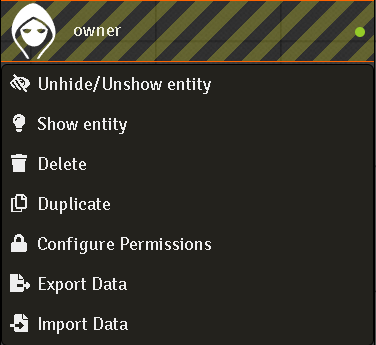 owner
Unhide/Unshow entity
Show entity
Delete
Duplicate
Configure Permissions
Export Data
Import Data